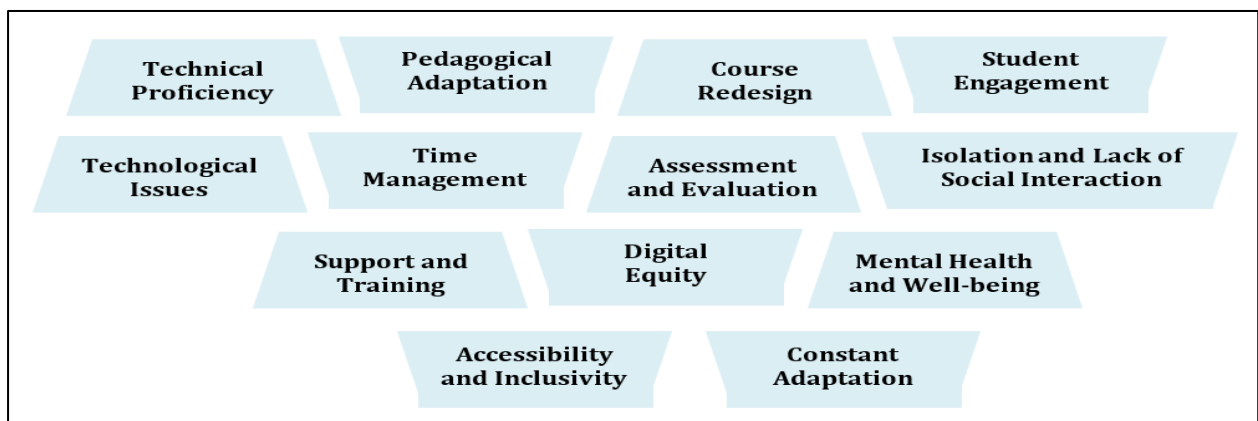 Technical
Proficiency
Pedagogical
Adaptation
Course
Redesign
Student
Engagement
Technological
Issues
Time
Management
Assessment
and Evaluation
Isolation and Lack of
Social Interaction
Support and
Training
Digital
Equity
Mental Health
and Well-being
Accessibility
and Inclusivity
Constant
Adaptation